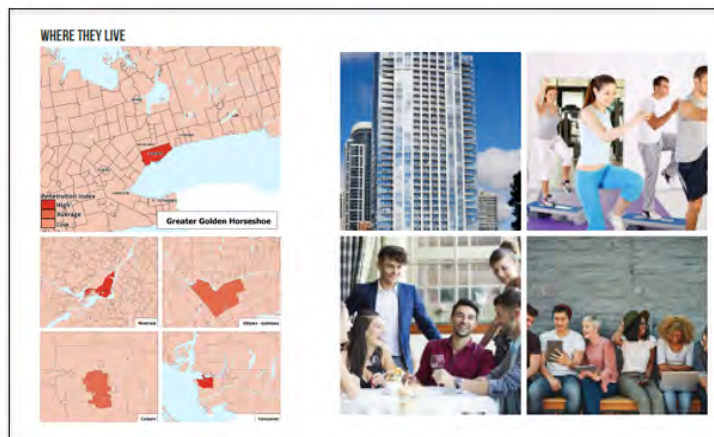 WHERE THEY LIVE
Penetration Index
High
Average
Low
Greater Golden Horseshoe
Montreal
Ottawa - Gatineau
Calgary
Vancouver